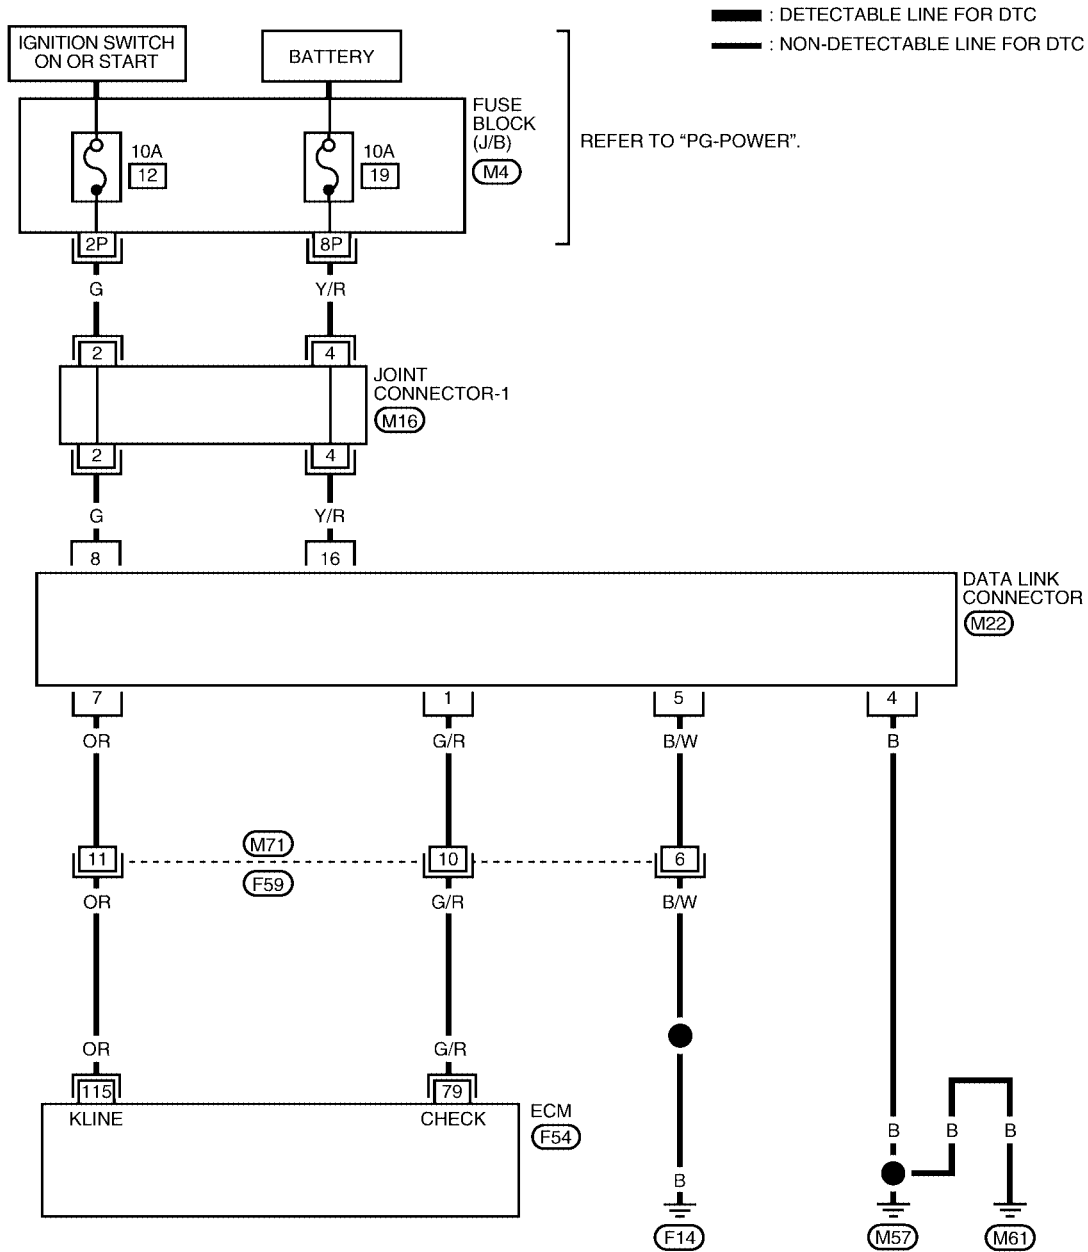 : DETECTABLE LINE FOR DTC
: NON-DETECTABLE LINE FOR DTC
IGNITION SWITCH
ON OR START
BATTERY
FUSE
BLOCK
(J/B)
M4
REFER TO “PG-POWER”.
10A
12
10A
19
2P
8P
G
Y/R
2
4
JOINT
CONNECTOR-1
M16
2
4
G
Y/R
8
16
DATA LINK
CONNECTOR
M22
7
1
5
4
OR
G/R
B/W
B
M71
11
10
6
F59
OR
G/R
B/W
OR
G/R
115
79
KLINE
CHECK
ECM
F54
B
B
B
B
F14
M57
M61